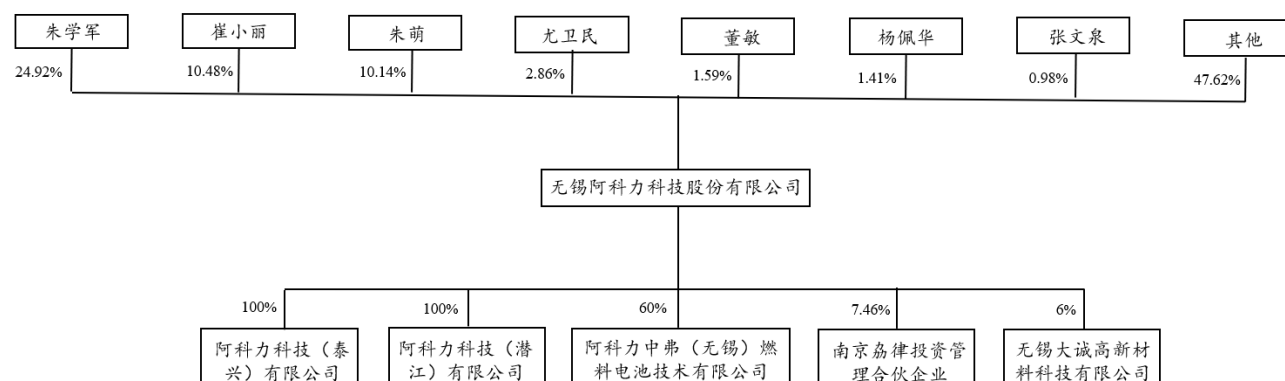 朱学军
崔小丽
朱萌
尤卫民
董敏
杨佩华
张文泉
其他
24.92%
10.48%
10.14%
2.86%
1.59%
1.41%
0.98%
47.62%
无锡阿科力科技股份有限公司
100%
100%
60%
7.46%
6%
阿科力科技（泰
兴）有限公司
阿科力科技（潜
江）有限公司
阿科力中弗（无锡）燃
料电池技术有限公司
南京劦律投资管
理合伙企业
无锡大诚高新材
料科技有限公司